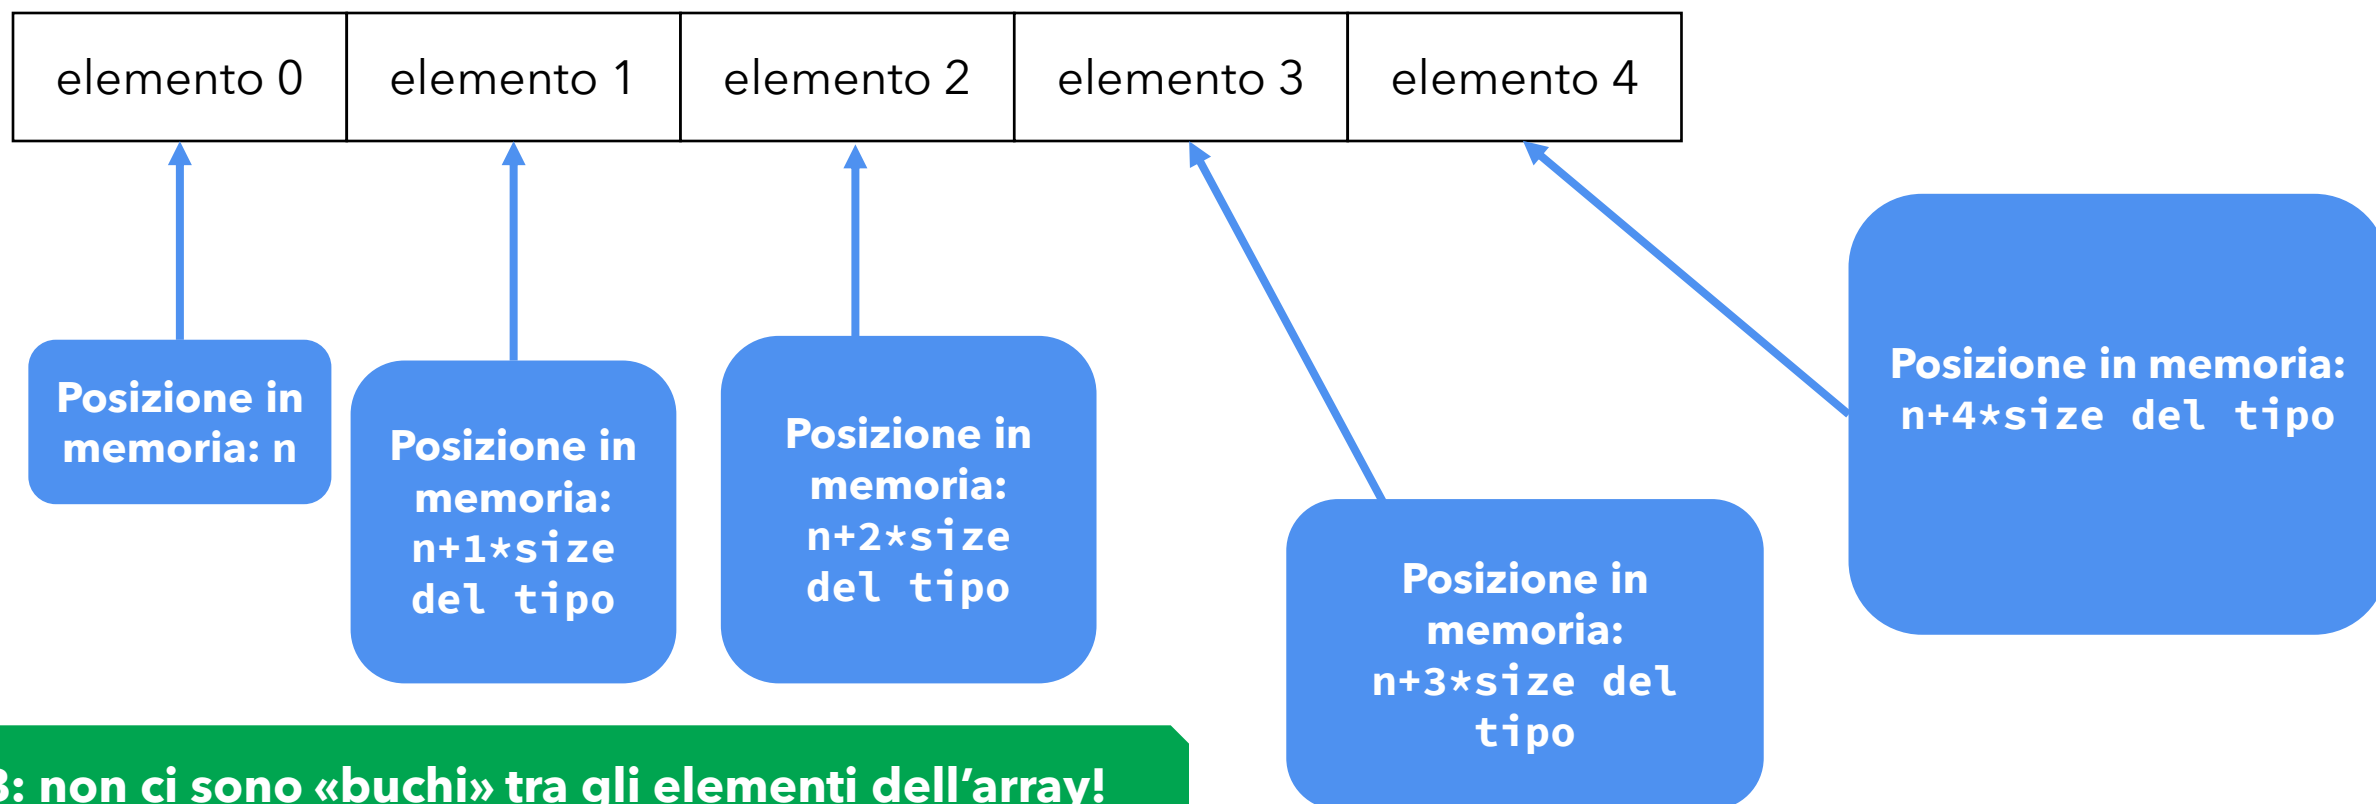 elemento 0
elemento 1
elemento 2
elemento 3
elemento 4
Posizione in
memoria: n
Posizione in
memoria:
n+1*size
del tipo
Posizione in
memoria:
n+2*size
del tipo
Posizione in
memoria:
n+3*size del
tipo
Posizione in memoria:
n+4*size del tipo
: non ci sono «buchi» tra gli elementi dell’array!